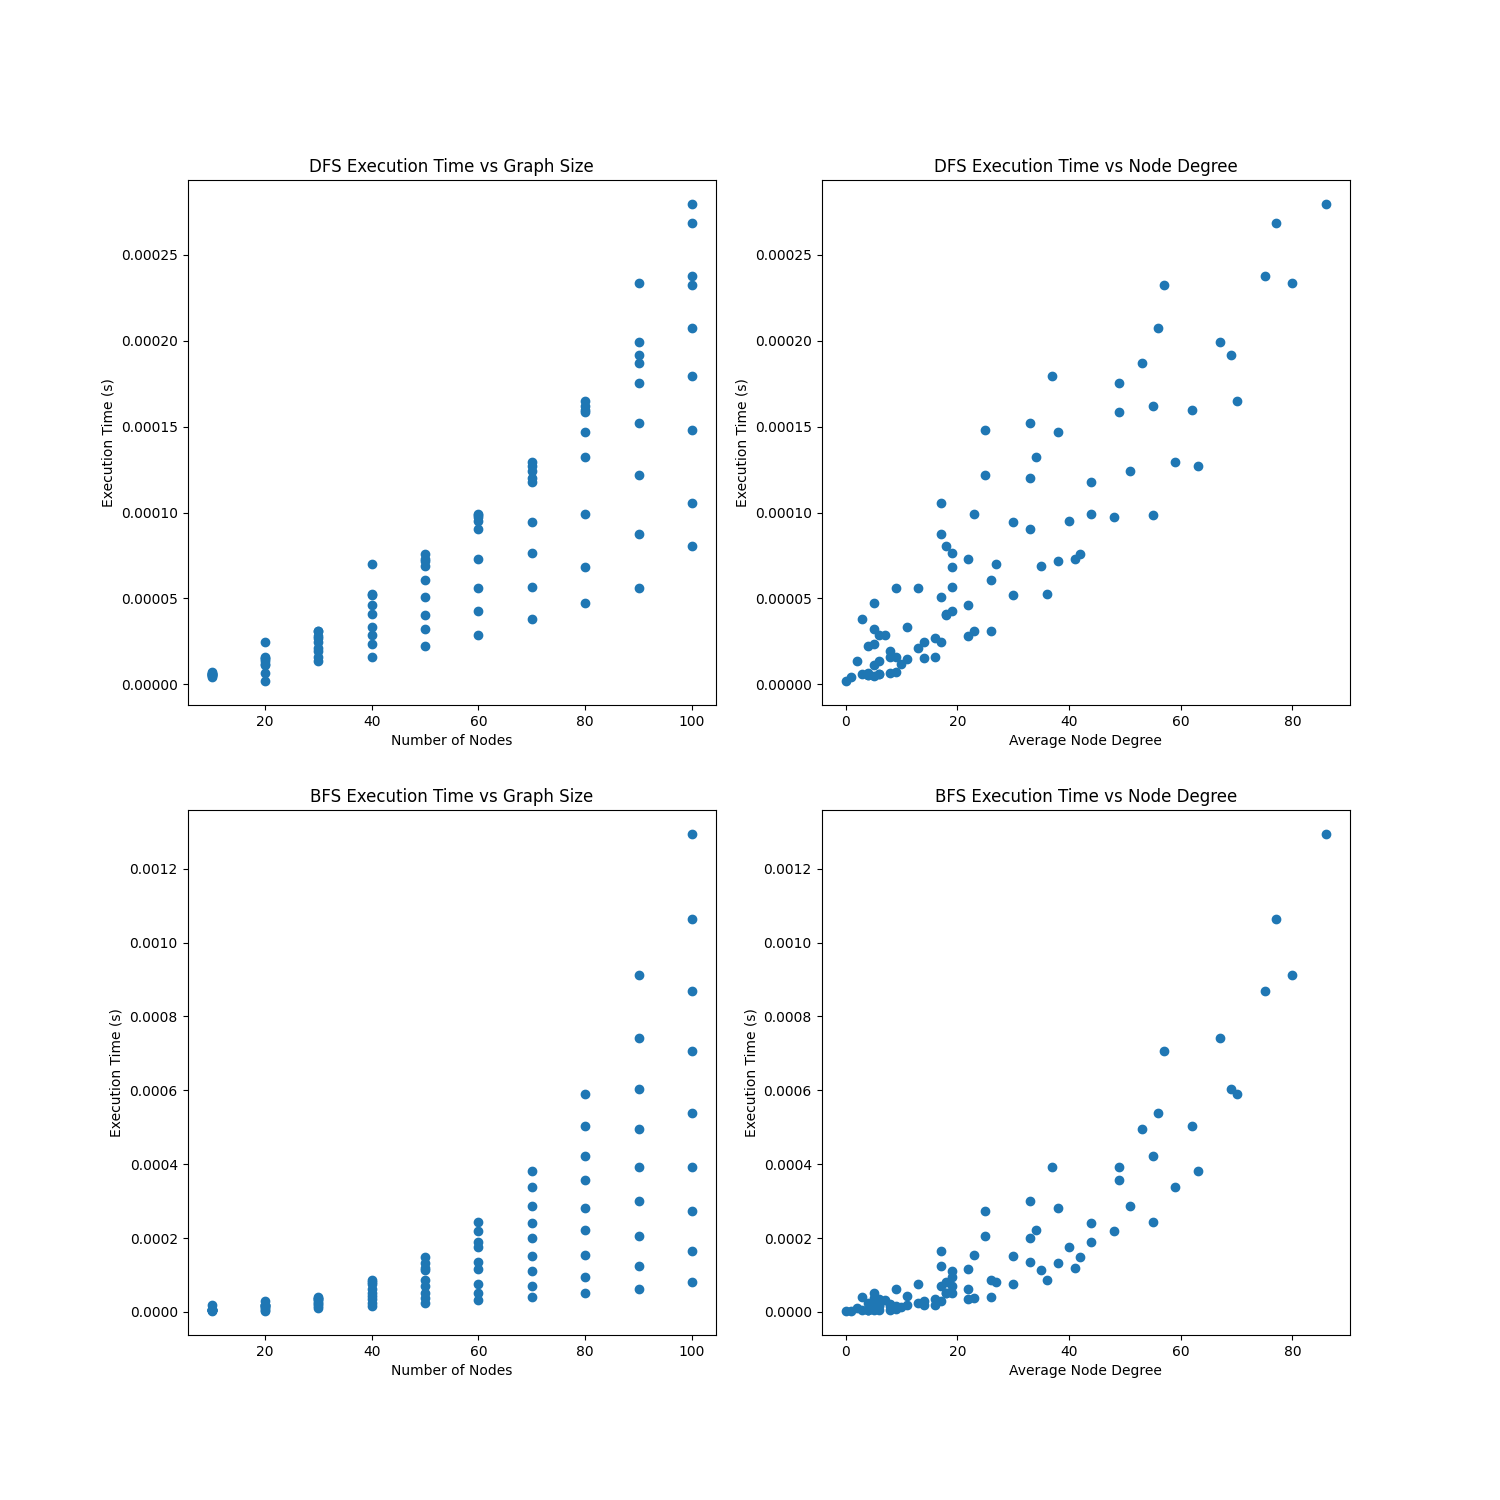 DFS Execution Time vs Graph Size
Execution Time (s)
0.00025
0.00020
0.00015
0.00010
0.00005
0.00000
20 40 60 80 100
Number of Nodes
DFS Execution Time vs Node Degree
Execution Time (s)
0.00025
0.00020
0.00015
0.00010
0.00005
0.00000
0 20 40 60 80
Average Node Degree
BFS Execution Time vs Graph Size
Execution Time (s)
0.0012
0.0010
0.0008
0.0006
0.0004
0.0002
0.0000
20 40 60 80 100
Number of Nodes
BFS Execution Time vs Node Degree
Execution Time (s)
0.0012
0.0010
0.0008
0.0006
0.0004
0.0002
0.0000
0 20 40 60 80
Average Node Degree